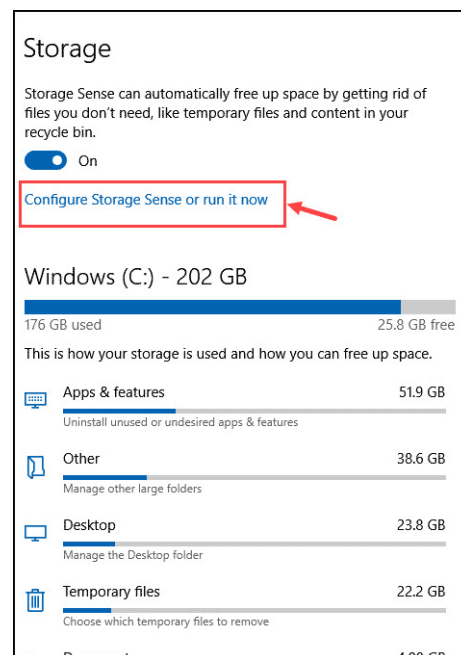 Storage
Storage Sense can automatically free up space by getting rid of
files you don't need, like temporary files and content in your
recycle bin.
On
Configure Storage Sense or run it now
Windows (C:) - 202 GB
176 GB used
25.8 GB free
This is how your storage is used and how you can free up space.
Apps & features
51.9 GB
Uninstall unused or undesired apps & features
Other
38.6 GB
Manage other large folders
Desktop
23.8 GB
Manage the Desktop folder
Temporary files
22.2 GB
Choose which temporary files to remove